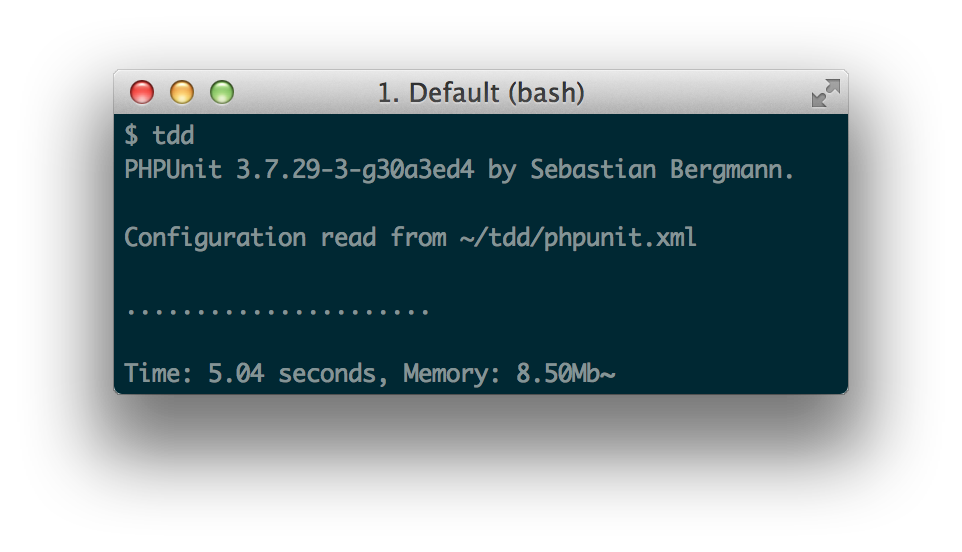 1. Default (bash)
$ tdd
PHPUnit 3.7.29-3-g30a3ed4 by Sebastian Bergmann.
Configuration read from ~/tdd/phpunit.xml
......................
Time: 5.04 seconds, Memory: 8.50Mb~